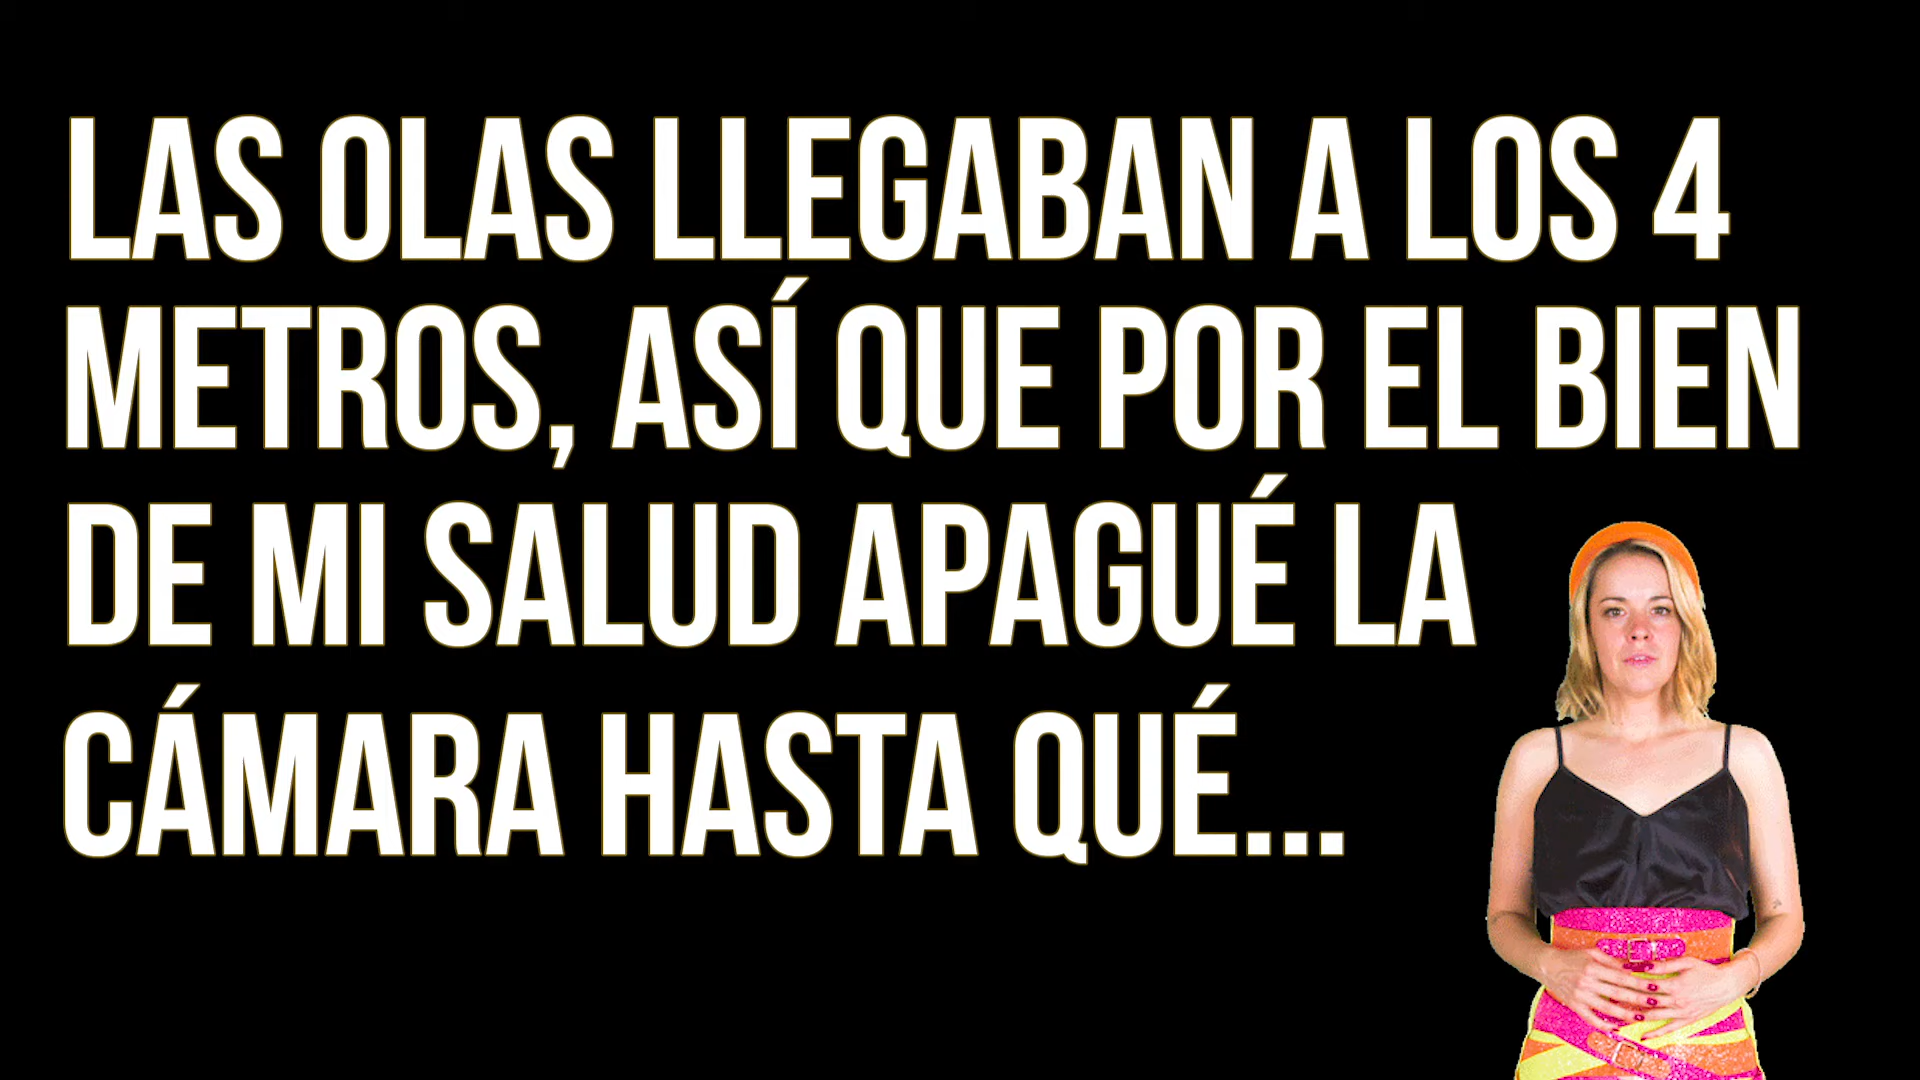 LAS OLAS LLEGABAN A LOS 4
METROS, ASÍ QUE POR EL BIEN
DE MI SALUD APAGUÉ LA
CÁMARA HASTA QUÉ...